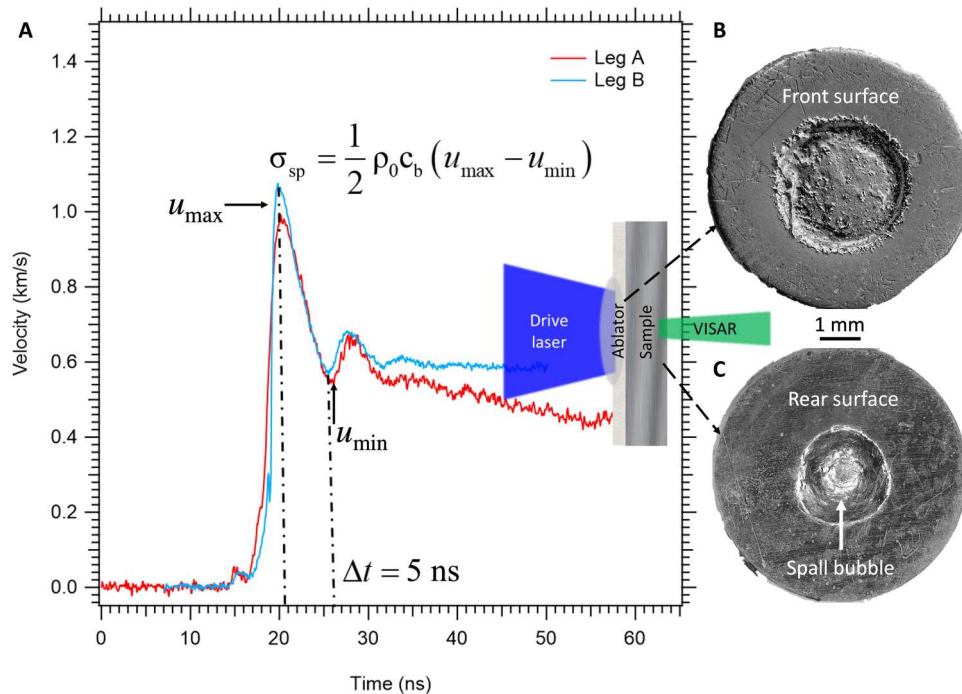 A
1.4
1.2
1.0
0.8
0.6
0.4
0.2
0.0
Velocity (km/s)
0 10 20 30 40 50 60
Time (ns)
Leg A
Leg B
σsp = 1/2 ρ0cb (umax − umin)
umax
umin
Δt = 5 ns
Drive
laser
Ablator
Sample
VISAR
B
Front surface
1 mm
C
Rear surface
Spall bubble